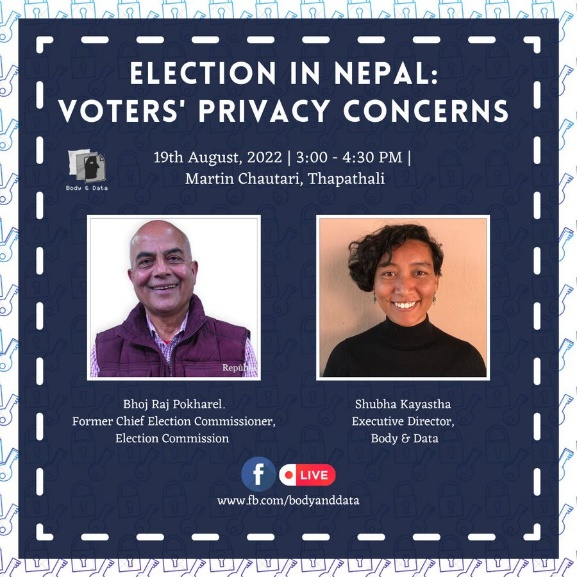 ELECTION IN NEPAL:
VOTERS' PRIVACY CONCERNS
19th August, 2022 | 3:00 - 4:30 PM |
Martin Chautari, Thapathali
Body & Data
Bhoj Raj Pokharel.
Former Chief Election Commissioner,
Election Commission
Shubha Kayastha
Executive Director,
Body & Data
f
LIVE
www.fb.com/bodyanddata